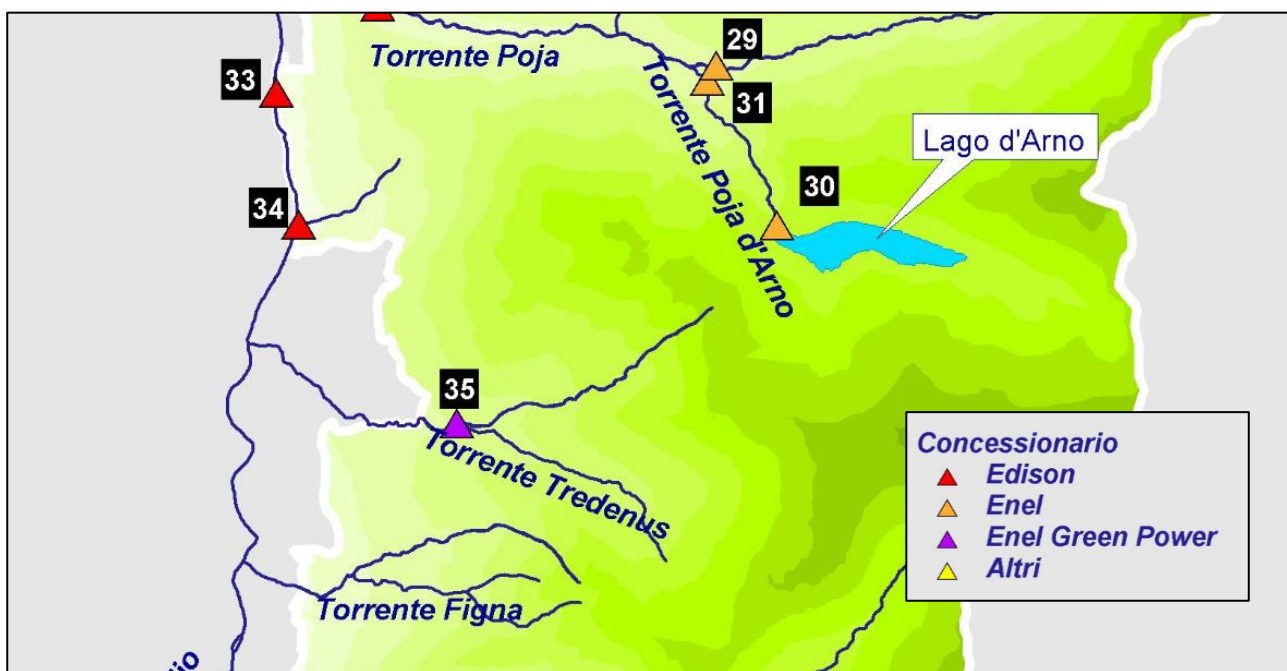 29
Torrente Poja
33
31
Torrente Poja d'Arno
Lago d'Arno
30
34
35
Torrente Tredenus
Torrente Figna
Concessionario
Edison
Enel
Enel Green Power
Altri